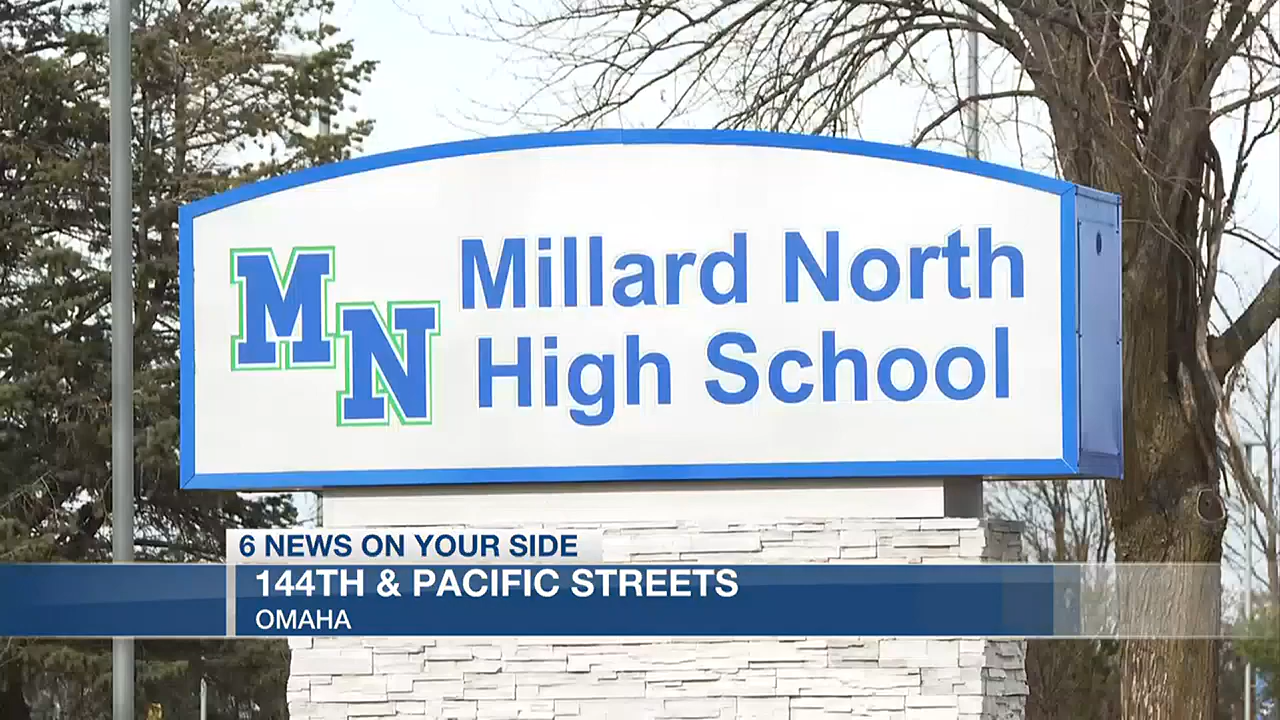 MN
Millard North
High School
6 NEWS ON YOUR SIDE
144TH & PACIFIC STREETS
OMAHA